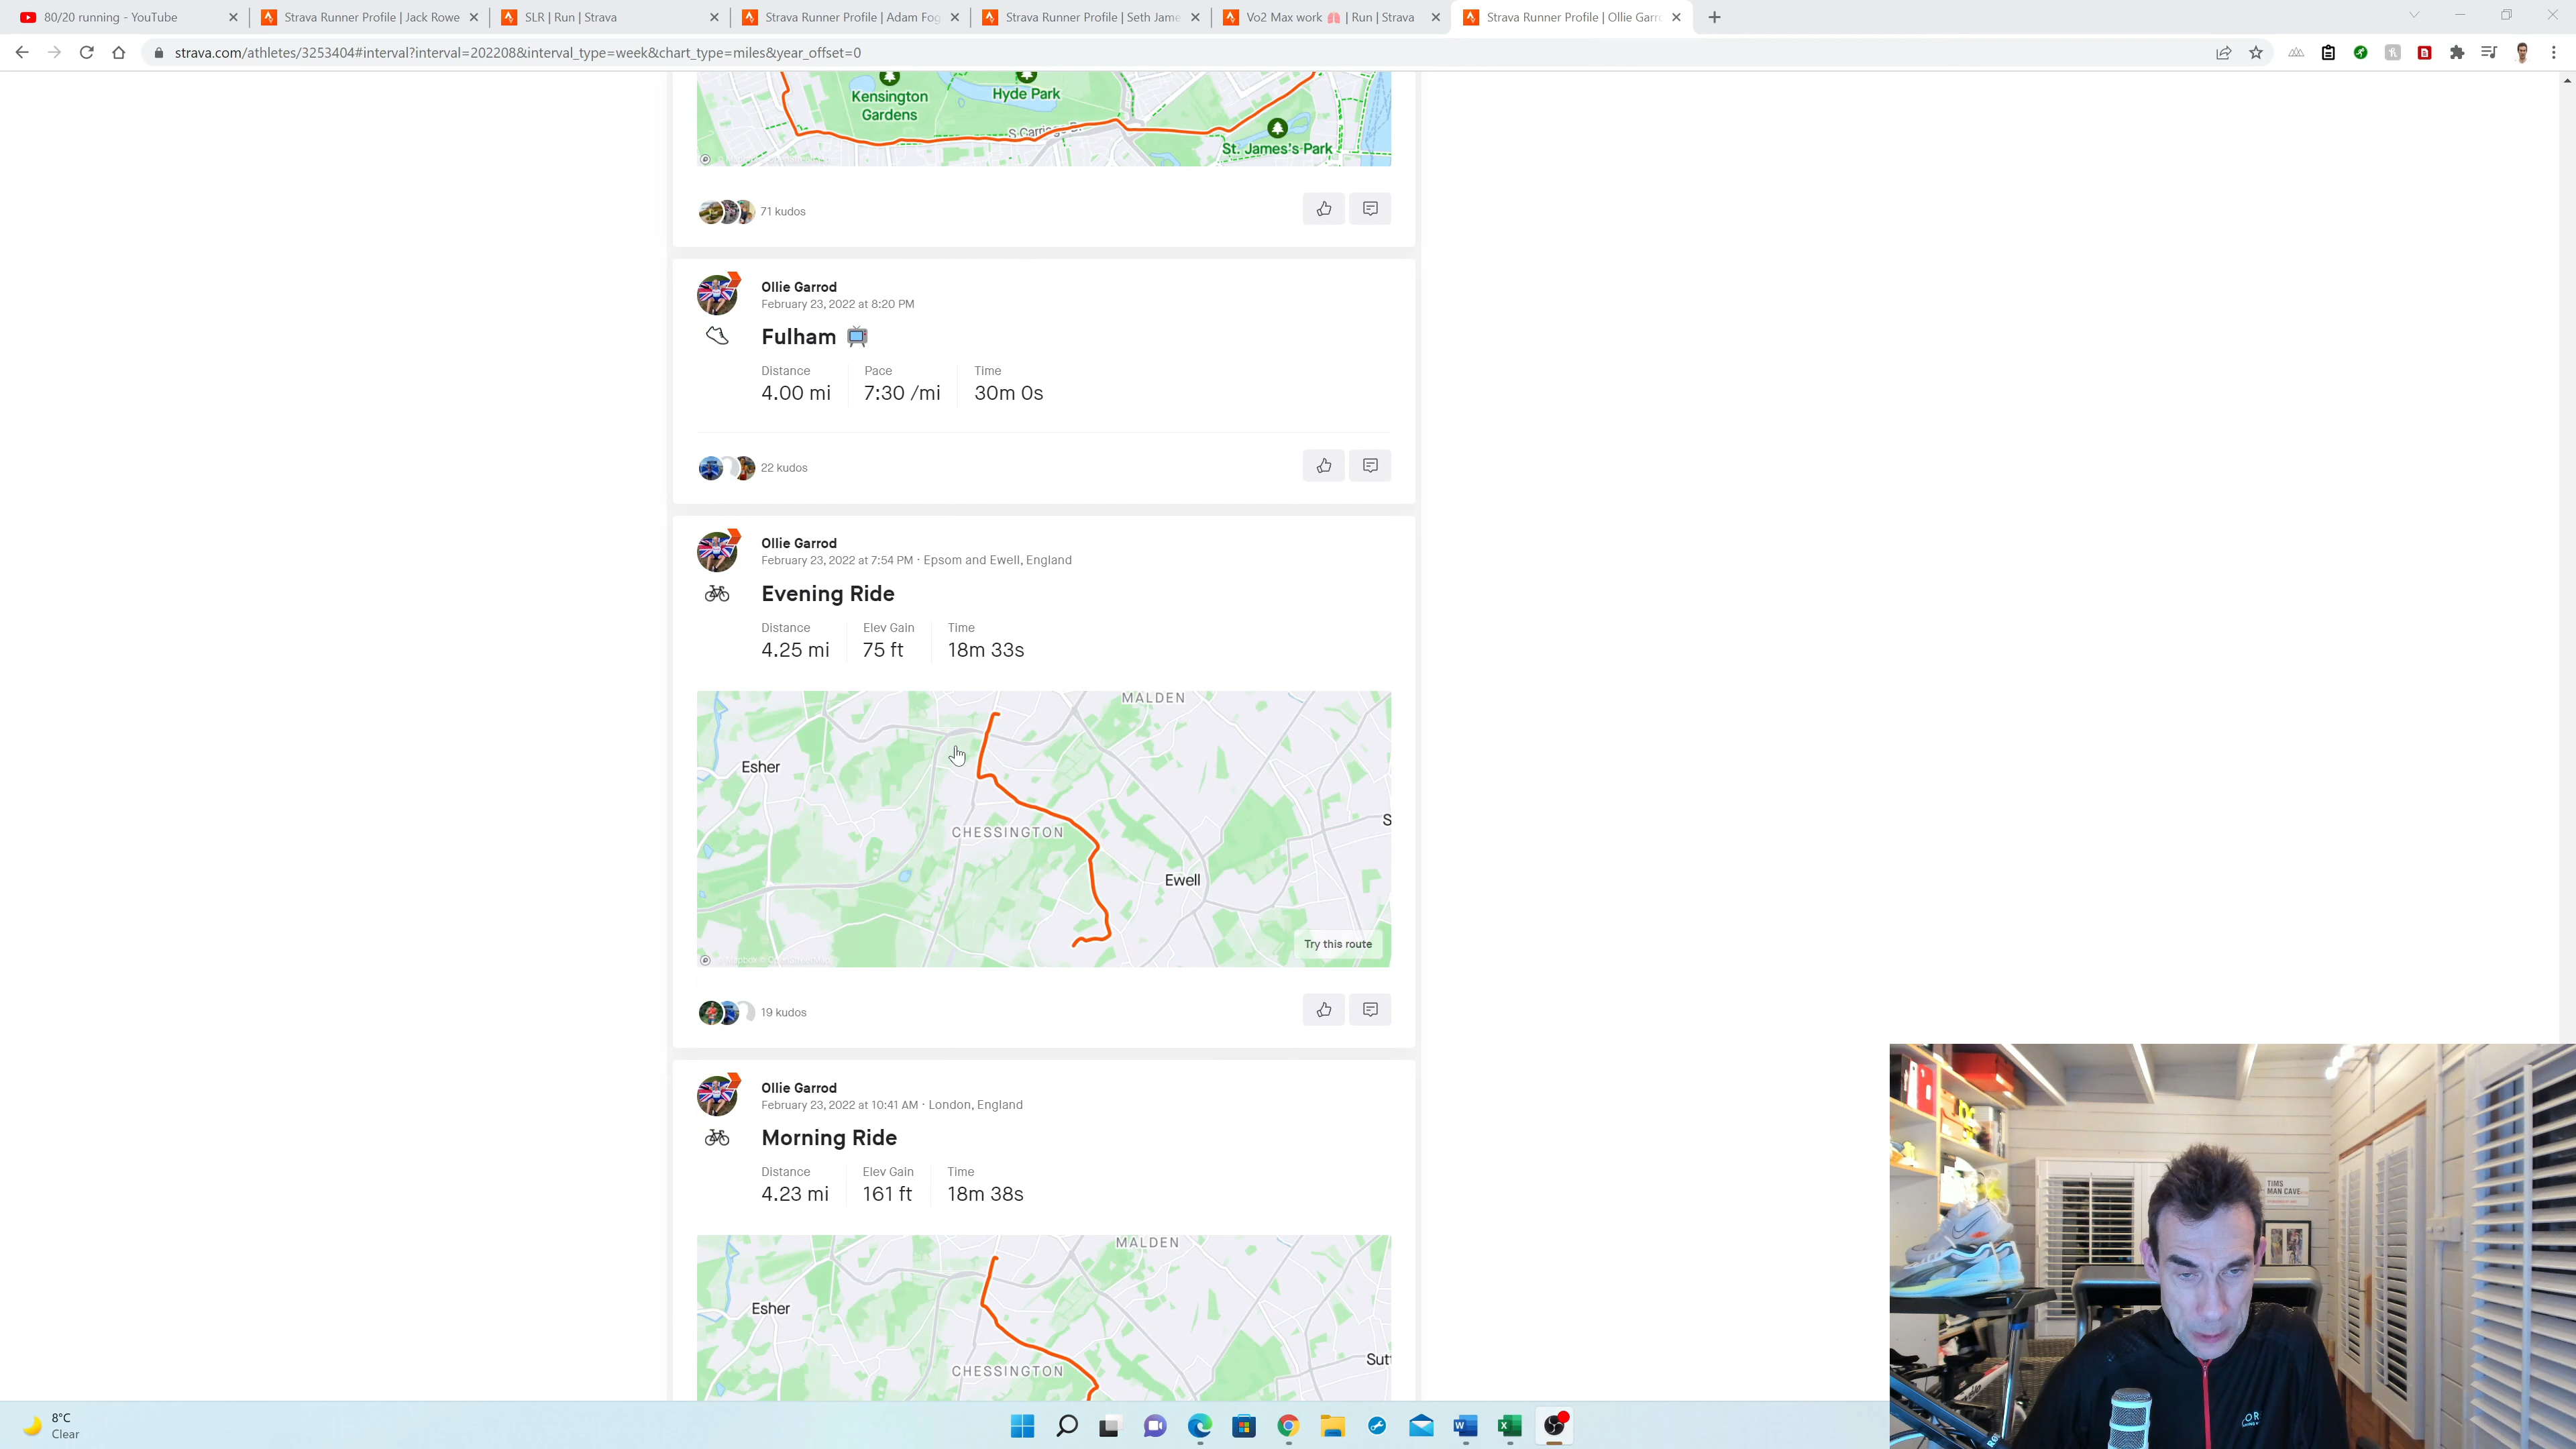 80/20 running - YouTube
Strava Runner Profile | Jack Rowe
SLR | Run | Strava
Strava Runner Profile | Adam Fog
Strava Runner Profile | Seth Jame
Vo2 Max work 🫁 | Run | Strava
Strava Runner Profile | Ollie Garro
strava.com/athletes/3253404#interval?interval=202208&interval_type=week&chart_type=miles&year_offset=0
Kensington
Gardens
Hyde Park
S Carriage D
St. James's Park
71 kudos
Ollie Garrod
February 23, 2022 at 8:20 PM
Fulham 📺
Distance Pace Time
4.00 mi 7:30 /mi 30m 0s
22 kudos
Ollie Garrod
February 23, 2022 at 7:54 PM · Epsom and Ewell, England
Evening Ride
Distance Elev Gain Time
4.25 mi 75 ft 18m 33s
MALDEN
Esher
S
CHESSINGTON
Ewell
Try this route
19 kudos
Ollie Garrod
February 23, 2022 at 10:41 AM · London, England
Morning Ride
Distance Elev Gain Time
4.23 mi 161 ft 18m 38s
MALDEN
Esher
CHESSINGTON
Sutt
TIMS
MAN CAVE
8°C
Clear